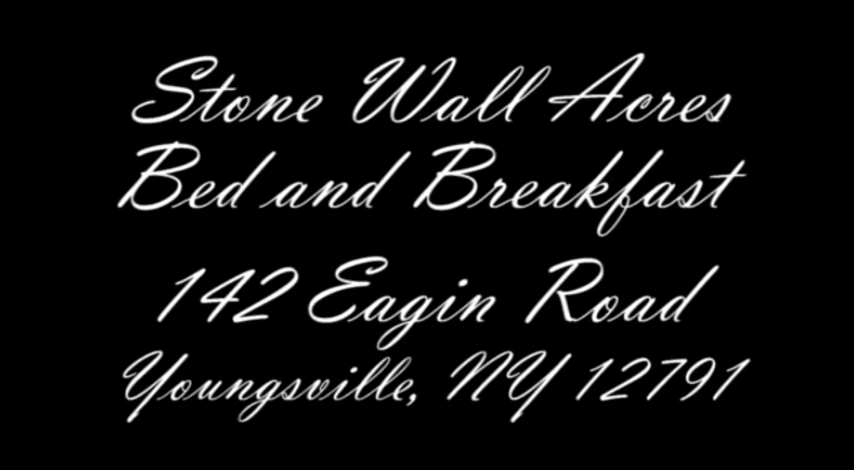 Stone Wall Acres
Bed and Breakfast
142 Eagin Road
Youngsville, NY 12791